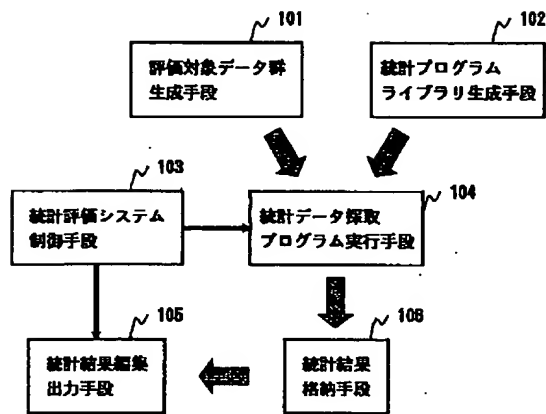 101
評価対象データ群
生成手段
102
統計プログラム
ライブラリ生成手段
103
統計評価システム
制御手段
104
統計データ採取
プログラム実行手段
105
統計結果編集
出力手段
106
統計結果
格納手段